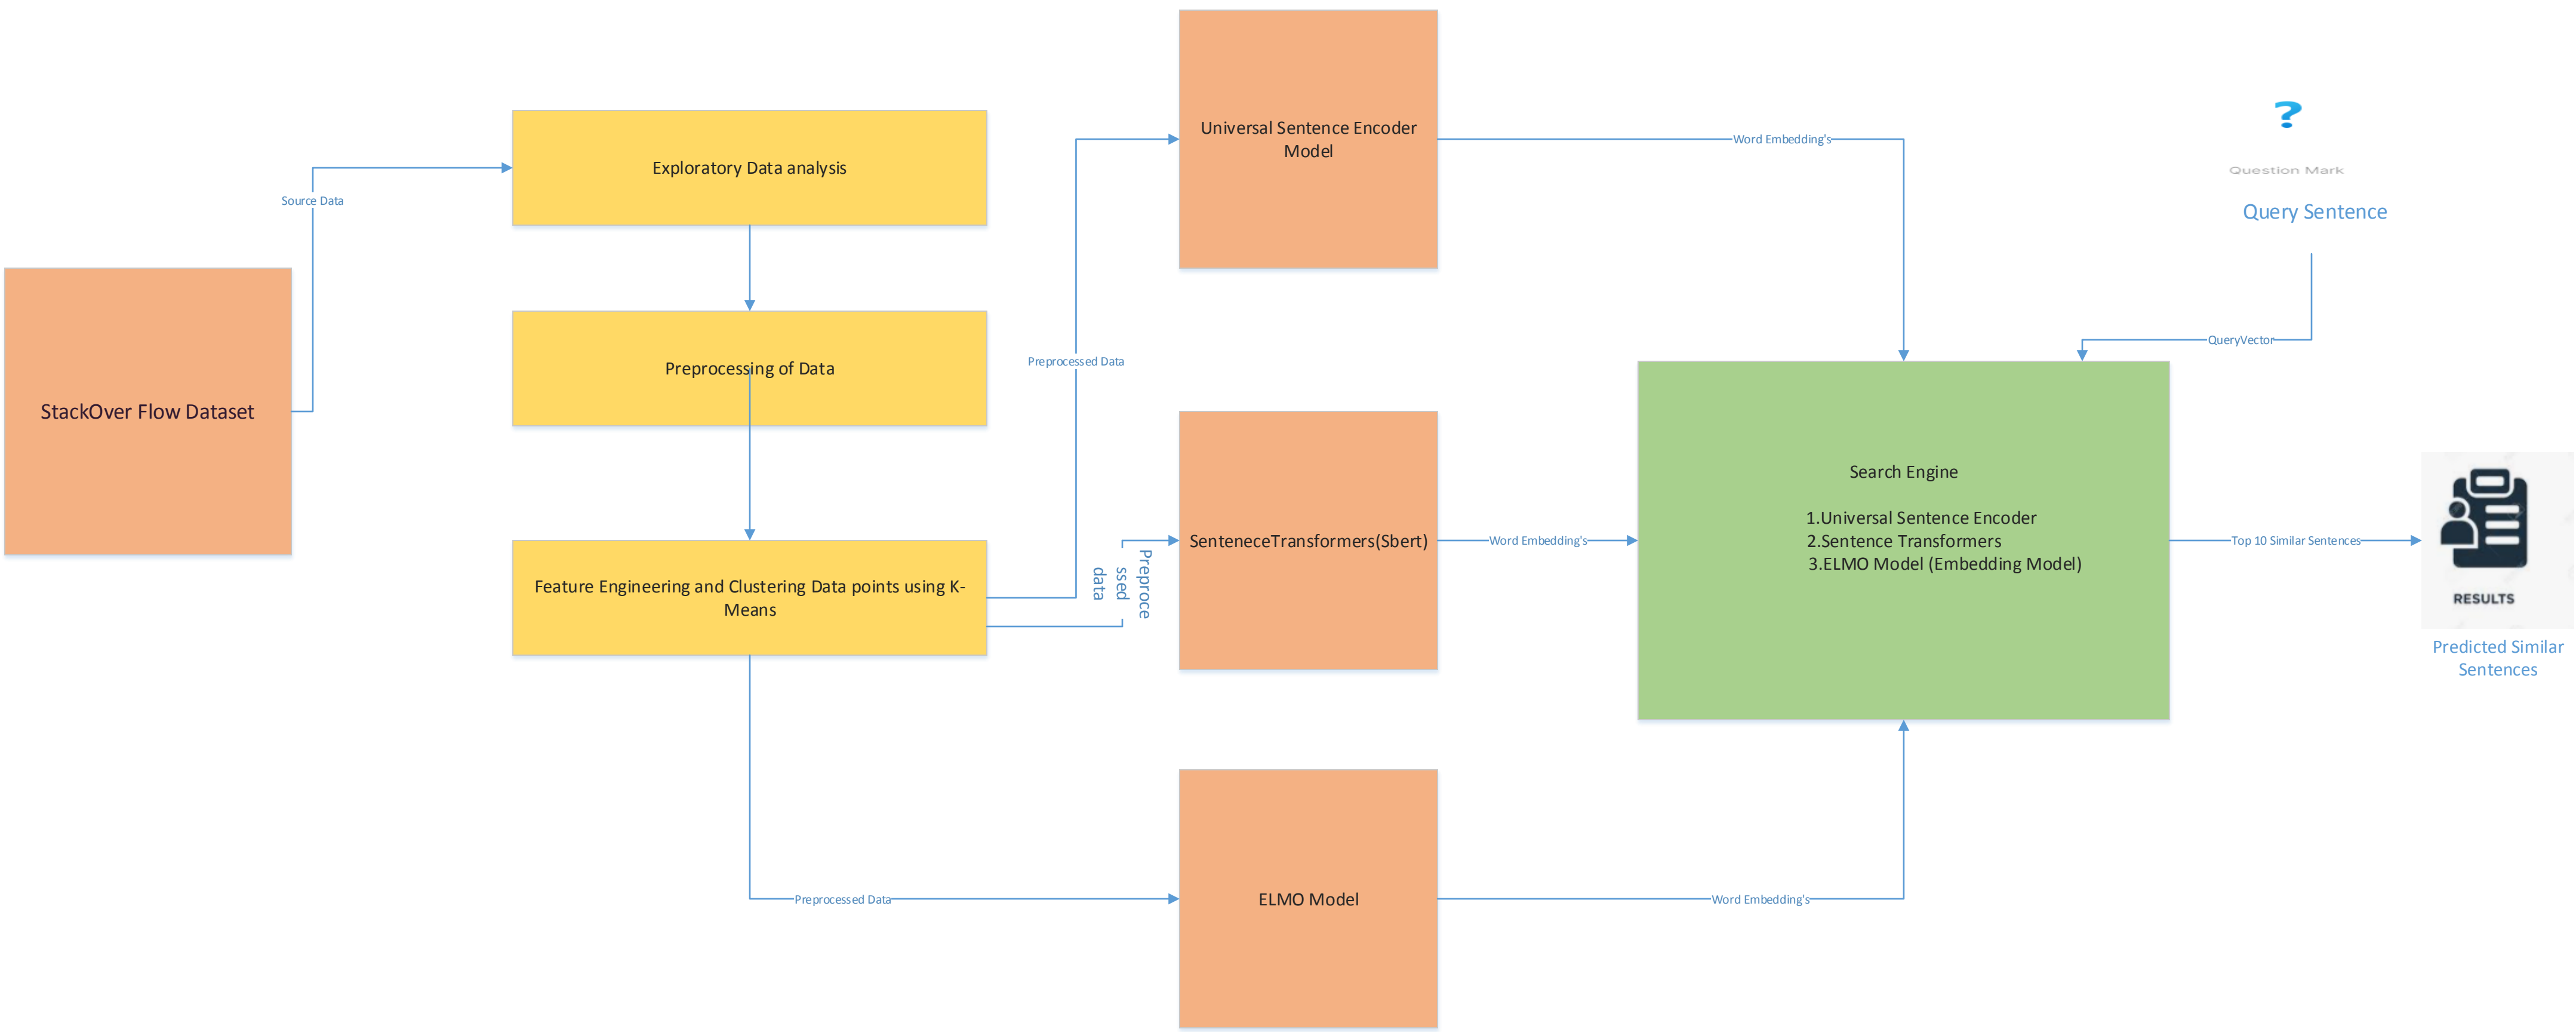 StackOver Flow Dataset
Source Data
Exploratory Data analysis
Preprocessing of Data
Feature Engineering and Clustering Data points using K-
Means
Preprocessed Data
Preproce
ssed
data
Preprocessed Data
Universal Sentence Encoder
Model
SenteneceTransformers(Sbert)
ELMO Model
Word Embedding's
Word Embedding's
Word Embedding's
Question Mark
Query Sentence
QueryVector
Search Engine
1.Universal Sentence Encoder
2.Sentence Transformers
3.ELMO Model (Embedding Model)
Top 10 Similar Sentences
RESULTS
Predicted Similar
Sentences